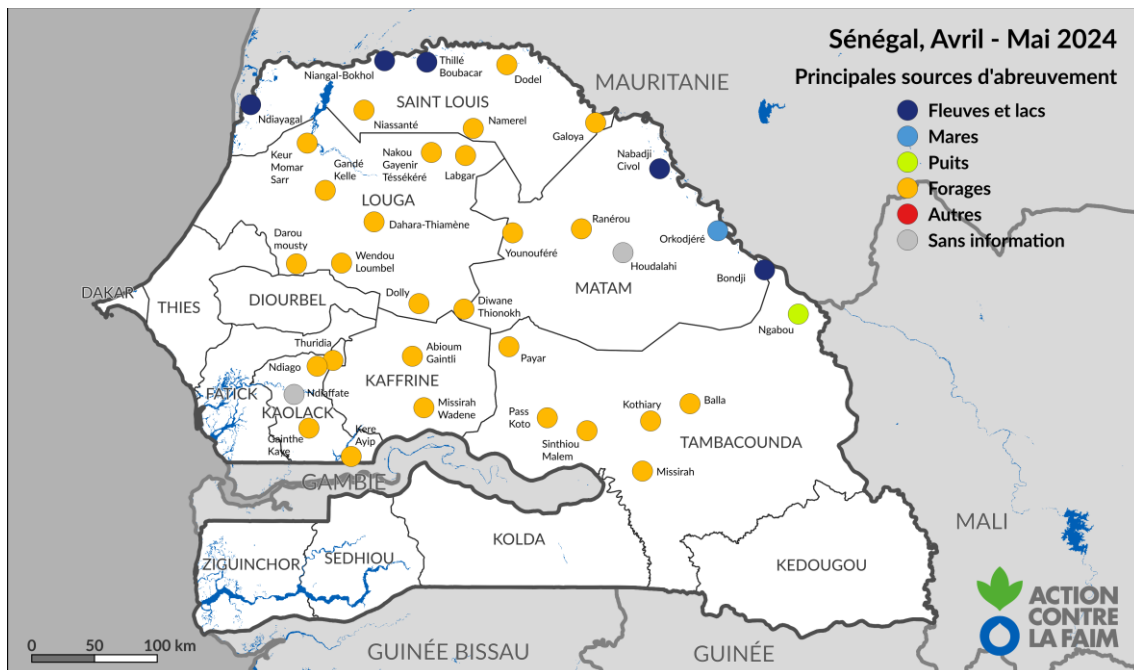 Sénégal, Avril - Mai 2024
Principales sources d'abreuvement
Fleuves et lacs
Mares
Puits
Forages
Autres
Sans information
MAURITANIE
Niangal-Bokhol
Thillé
Boubacar
Dodel
SAINT LOUIS
Ndiayagal
Niassanté
Namerel
Galoya
Keur
Momar
Sarr
Gandé
Kelle
Nakou
Gayenir
Téssékéré
Labgar
Nabadji
Civol
LOUGA
Dahara-Thiamène
Ranérou
Younouféré
Orkodjéré
Houdalahi
Darou
mousty
Wendou
Loumbel
Bondji
MATAM
DAKAR
THIES
DIOURBEL
Dolly
Diwane
Thionokh
Ngabou
Thuridia
Ndiago
Abioum
Gaintli
Payar
KAFFRINE
FATICK
Ndiaffate
KAOLACK
Missirah
Wadene
Pass
Koto
Kothiary
Balla
Gainthe
Kaye
Kere
Ayip
Sinthiou
Malem
TAMBACOUNDA
Missirah
GAMBIE
MALI
KOLDA
ZIGUINCHOR
SEDHIOU
KEDOUGOU
ACTION
CONTRE
LA FAIM
0 50 100 km
GUINÉE BISSAU
GUINÉE